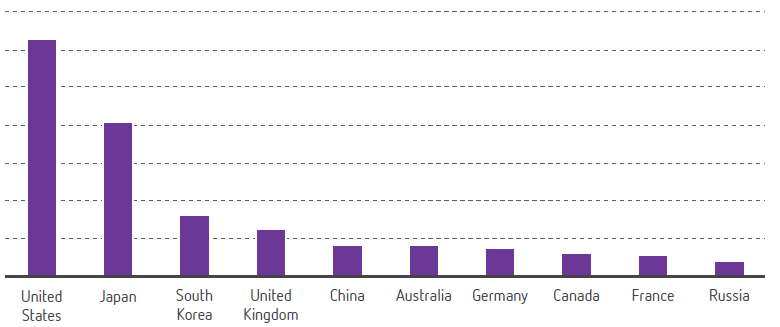 United States
Japan
South Korea
United Kingdom
China
Australia
Germany
Canada
France
Russia